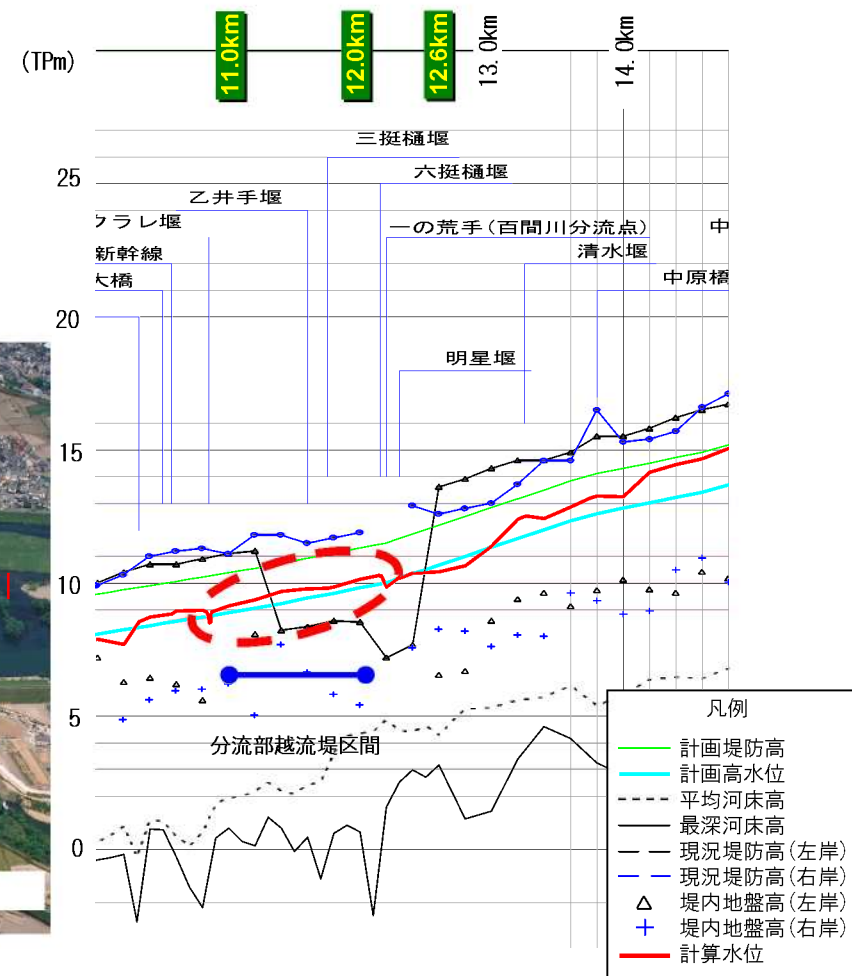 (TPm)
11.0km
12.0km
12.6km
13.0km
14.0km
三挺樋堰
六挺樋堰
25
乙井手堰
クラレ堰
一の荒手(百間川分流点)
中
新幹線
清水堰
大橋
中原橋
20
明星堰
15
10
5
分流部越流堤区間
0
凡例
計画堤防高
計画高水位
平均河床高
最深河床高
現況堤防高(左岸)
現況堤防高(右岸)
堤内地盤高(左岸)
堤内地盤高(右岸)
計算水位